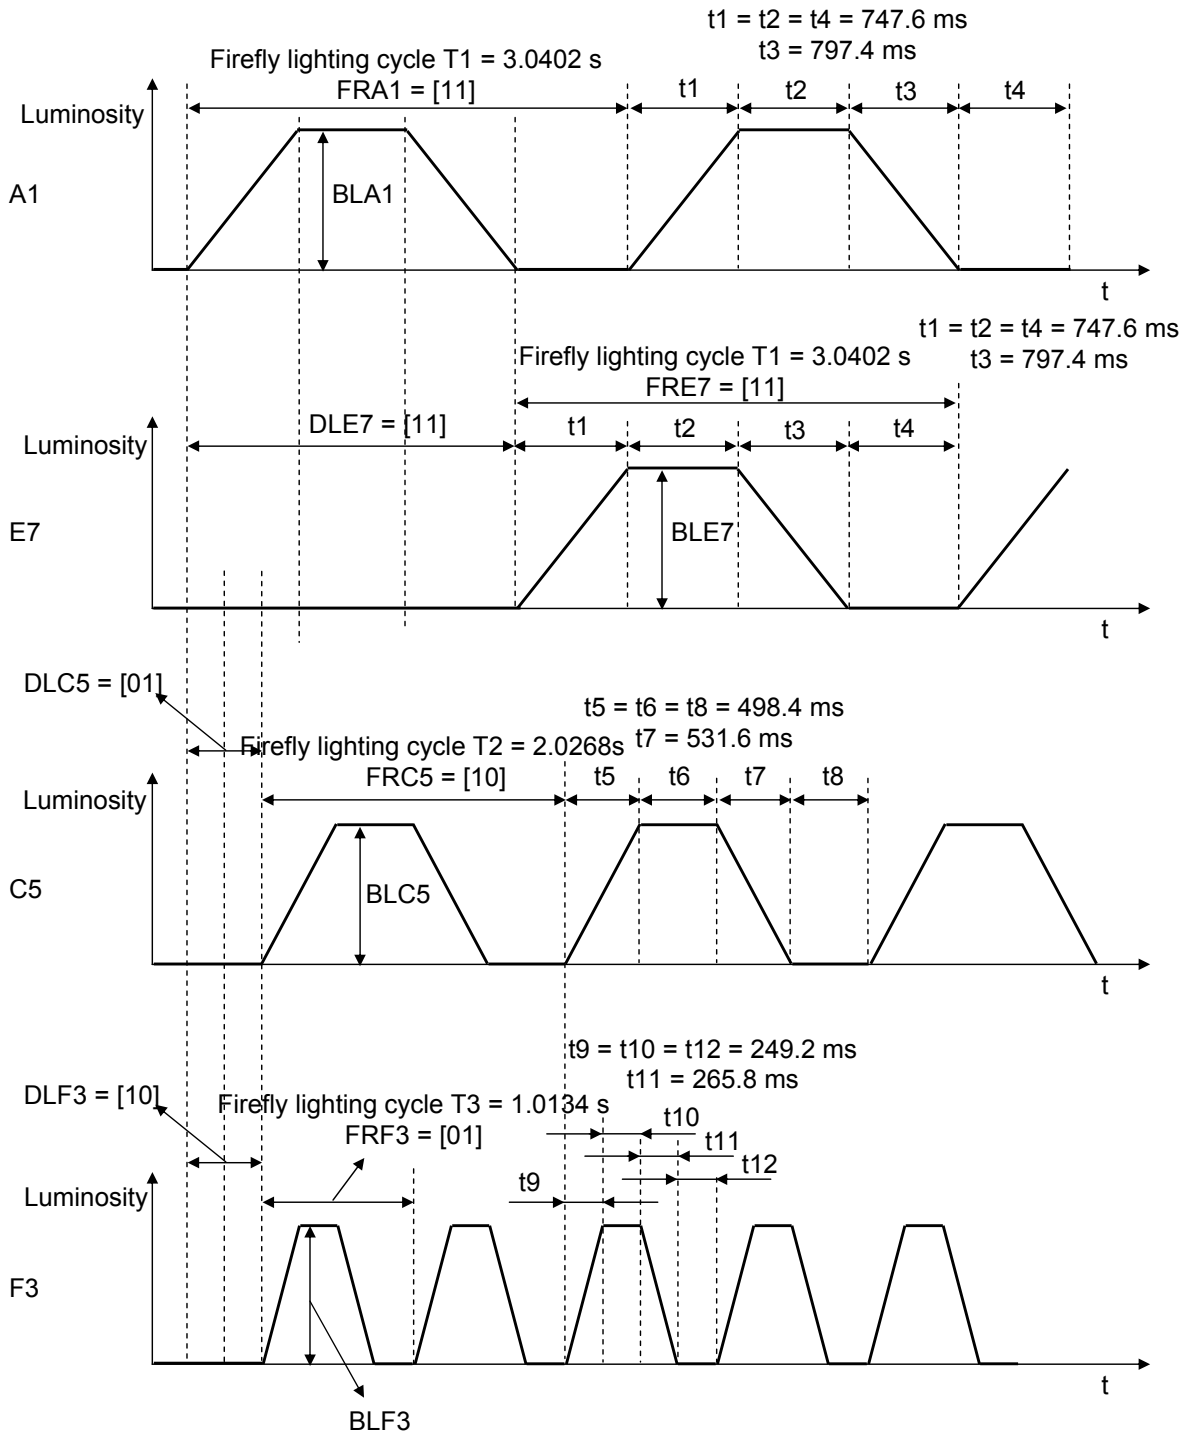 t1 = t2 = t4 = 747.6 ms
t3 = 797.4 ms
Firefly lighting cycle T1 = 3.0402 s
FRA1 = [11]
t1
t2
t3
t4
Luminosity
A1
BLA1
t
t1 = t2 = t4 = 747.6 ms
t3 = 797.4 ms
Firefly lighting cycle T1 = 3.0402 s
FRE7 = [11]
DLE7 = [11]
t1
t2
t3
t4
Luminosity
E7
BLE7
t
DLC5 = [01]
t5 = t6 = t8 = 498.4 ms
t7 = 531.6 ms
Firefly lighting cycle T2 = 2.0268s
FRC5 = [10]
t5
t6
t7
t8
Luminosity
C5
BLC5
t
t9 = t10 = t12 = 249.2 ms
t11 = 265.8 ms
DLF3 = [10]
Firefly lighting cycle T3 = 1.0134 s
FRF3 = [01]
t10
t11
t12
t9
Luminosity
F3
t
BLF3